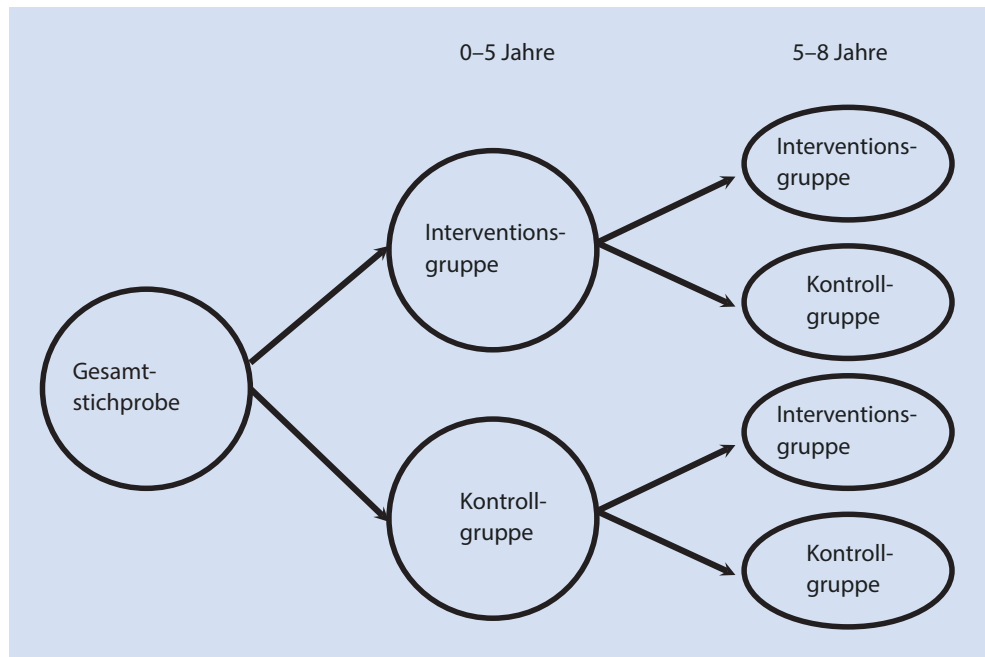 0–5 Jahre
5–8 Jahre
Interventions-
gruppe
Interventions-
gruppe
Kontroll-
gruppe
Gesamt-
stichprobe
Interventions-
gruppe
Kontroll-
gruppe
Kontroll-
gruppe